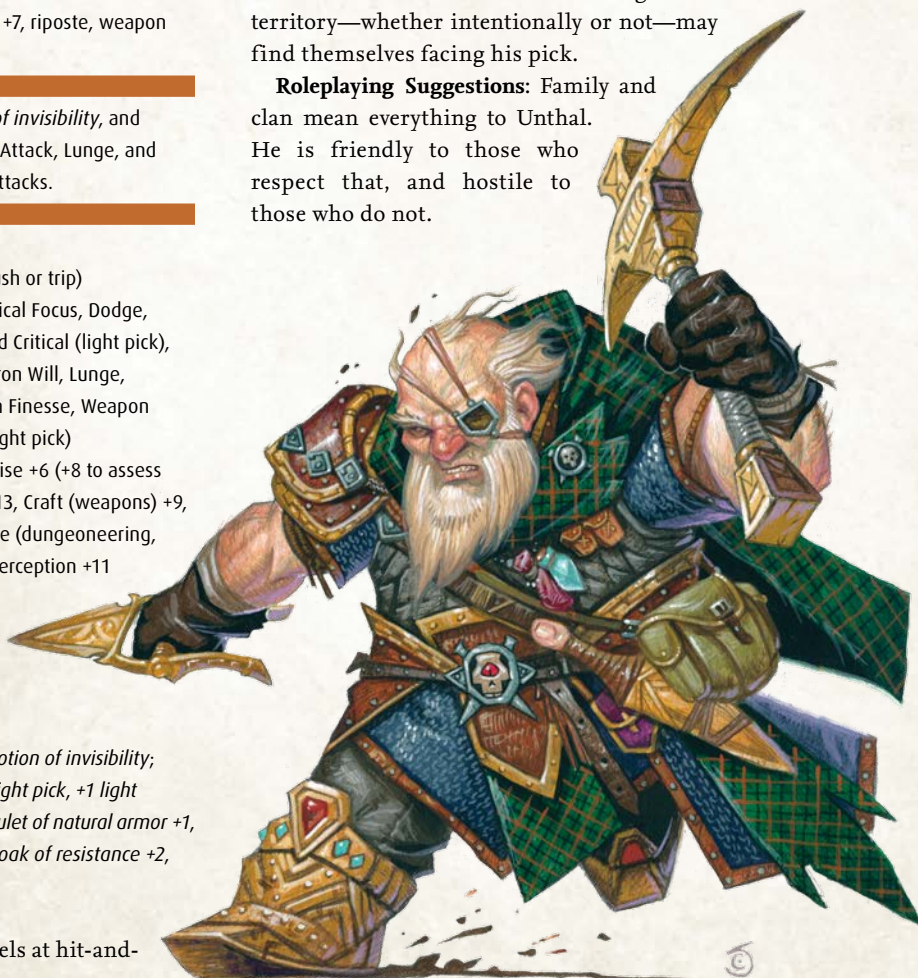 +7, riposte, weapon
of invisibility, and
Attack, Lunge, and
ttacks.
sh or trip)
ical Focus, Dodge,
d Critical (light pick),
ron Will, Lunge,
n Finesse, Weapon
ght pick)
ise +6 (+8 to assess
13, Craft (weapons) +9,
e (dungeoneering,
erception +11
otion of invisibility;
ight pick, +1 light
ulet of natural armor +1,
oak of resistance +2,
els at hit-and-
territory—whether intentionally or not—may
find themselves facing his pick.
Roleplaying Suggestions: Family and
clan mean everything to Unthal.
He is friendly to those who
respect that, and hostile to
those who do not.